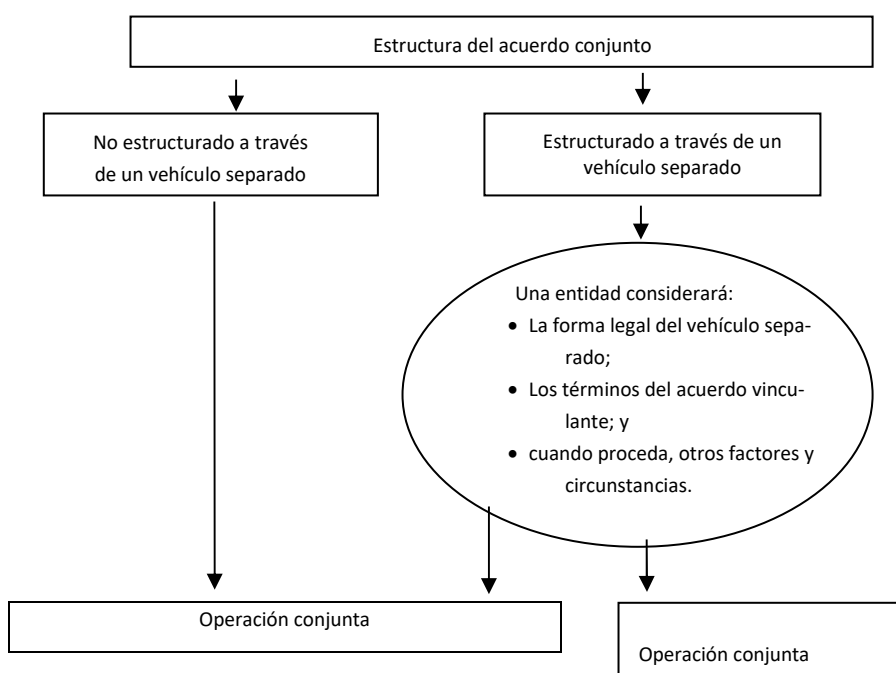 Estructura del acuerdo conjunto
No estructurado a través
de un vehículo separado
Estructurado a través de un
vehículo separado
Una entidad considerará:
• La forma legal del vehículo sepa-
rado;
• Los términos del acuerdo vincu-
lante; y
• cuando proceda, otros factores y
circunstancias.
Operación conjunta
Operación conjunta